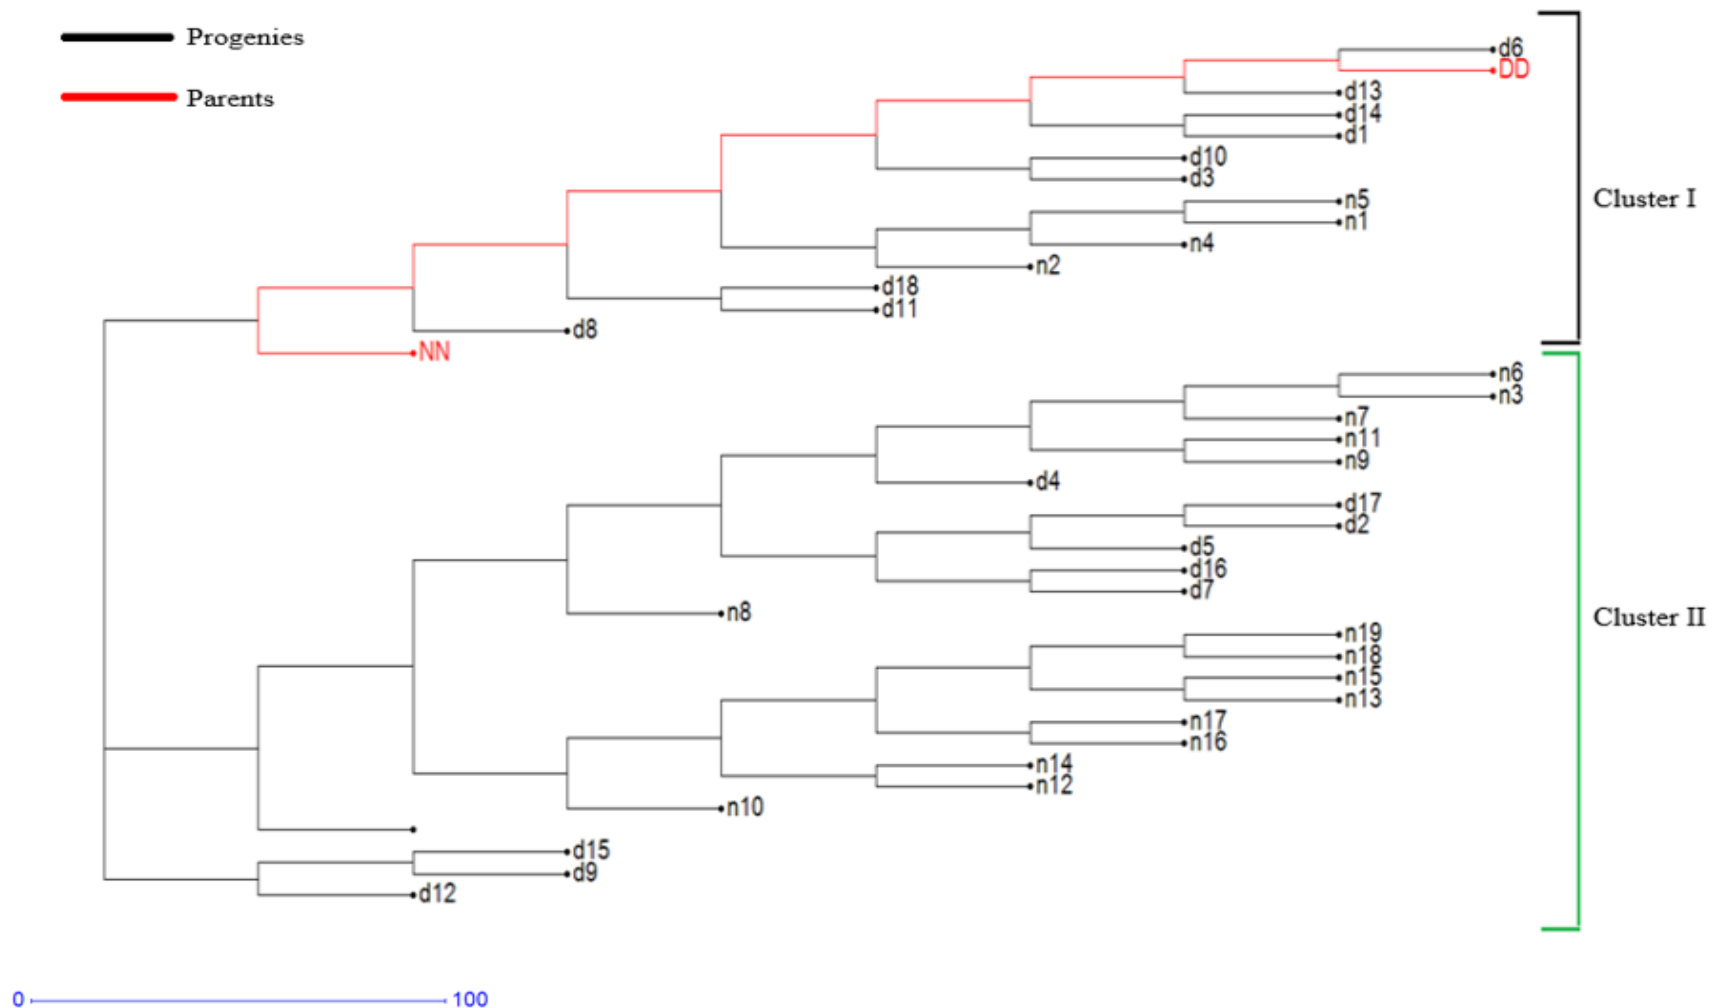 Progenies
Parents
d6
DD
d13
d14
d1
d10
d3
n5
n1
n4
n2
d18
d11
d8
NN
Cluster I
n6
n3
n7
n11
n9
d4
d17
d2
d5
d16
d7
n8
n19
n18
n15
n13
n17
n16
n14
n12
n10
d15
d9
d12
Cluster II
0 100